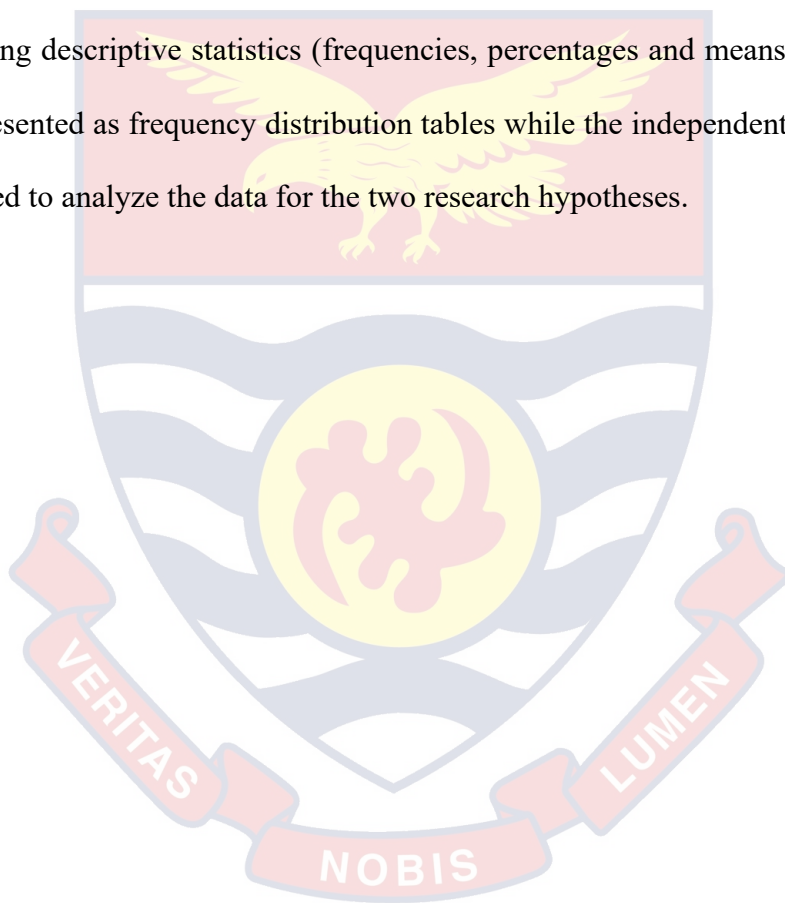 ng descriptive statistics (frequencies, percentages and means
esented as frequency distribution tables while the independent
ed to analyze the data for the two research hypotheses.
VERITAS
NOBIS
LUMEN